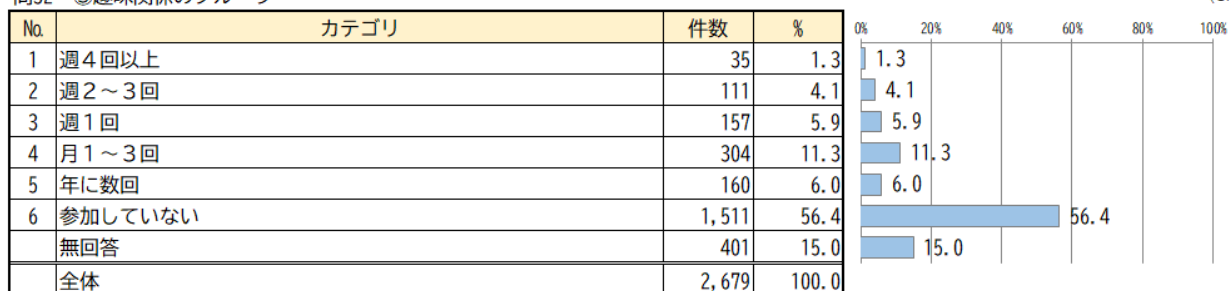 No. カテゴリ 件数 % 0% 20% 40% 60% 80% 100%
1 週4回以上 35 1.3 1.3
2 週2～3回 111 4.1 4.1
3 週1回 157 5.9 5.9
4 月1～3回 304 11.3 11.3
5 年に数回 160 6.0 6.0
6 参加していない 1,511 56.4 56.4
無回答 401 15.0 15.0
全体 2,679 100.0